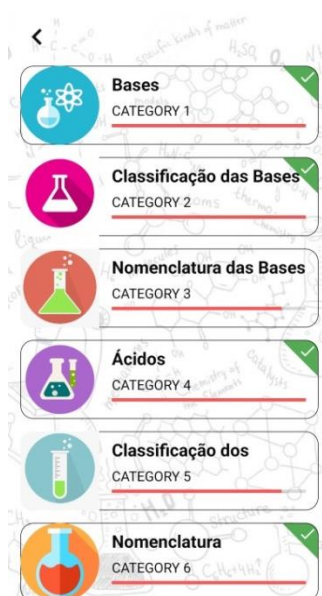 Bases
CATEGORY 1
Classificação das Bases
CATEGORY 2
Nomenclatura das Bases
CATEGORY 3
Ácidos
CATEGORY 4
Classificação dos
CATEGORY 5
Nomenclatura
CATEGORY 6